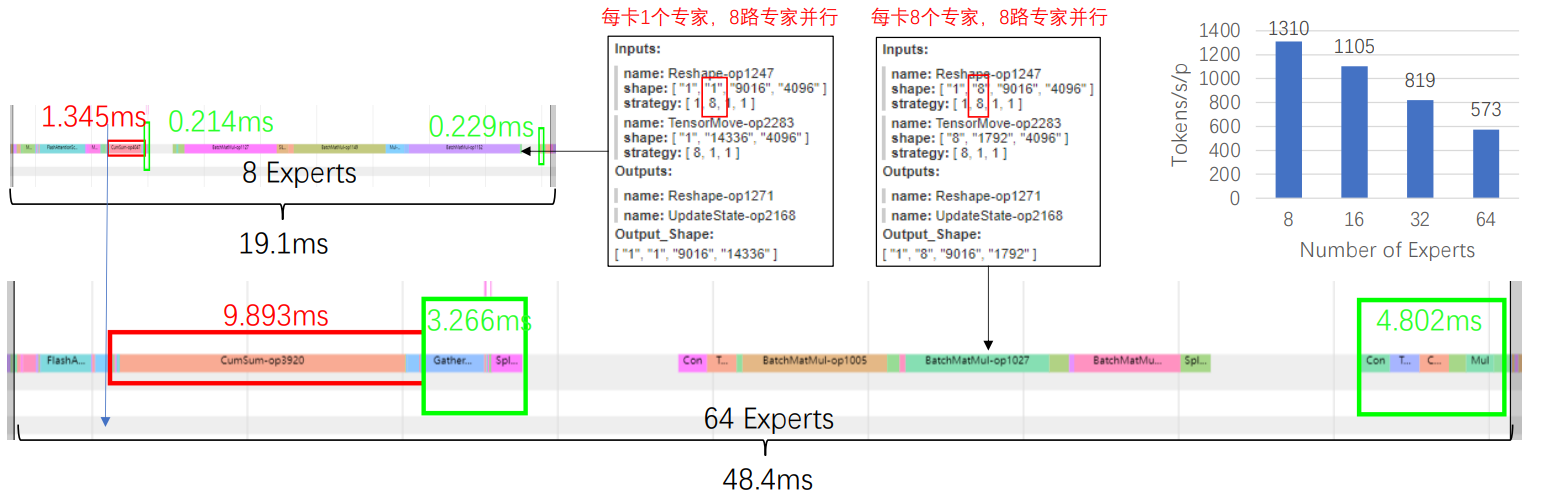 每卡1个专家，8路专家并行
Inputs:
name: Reshape-op1247
shape: [ "1", "1", "9016", "4096" ]
strategy: [ 1, 8, 1, 1 ]
name: TensorMove-op2283
shape: [ "1", "14336", "4096" ]
strategy: [ 8, 1, 1 ]
Outputs:
name: Reshape-op1271
name: UpdateState-op2168
Output_Shape:
[ "1", "1", "9016", "14336" ]
每卡8个专家，8路专家并行
Inputs:
name: Reshape-op1247
shape: [ "1", "8", "9016", "4096" ]
strategy: [ 1, 8, 1, 1 ]
name: TensorMove-op2283
shape: [ "8", "1792", "4096" ]
strategy: [ 8, 1, 1 ]
Outputs:
name: Reshape-op1271
name: UpdateState-op2168
Output_Shape:
[ "1", "8", "9016", "1792" ]
1400
1200
1000
800
600
400
200
0
Tokens/s/p
1310
1105
819
573
8 16 32 64
Number of Experts
1.345ms 0.214ms 0.229ms
8 Experts
19.1ms
9.893ms 3.266ms 4.802ms
FlashA... CumSum-op3920 Gather... Spl... Con T... BatchMatMul-op1005 BatchMatMul-op1027 BatchMatMu... Spl... Con T... C... Mul
64 Experts
48.4ms